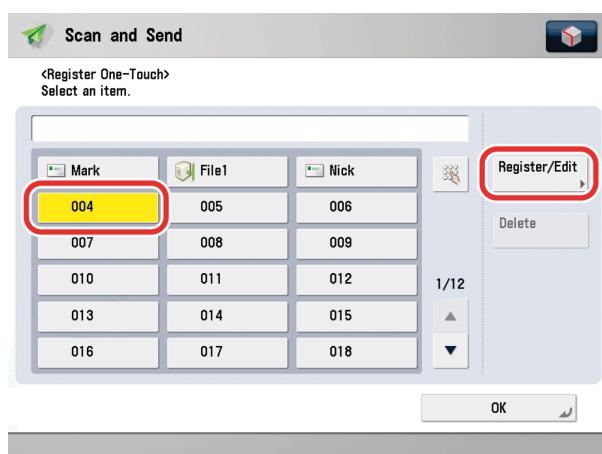 Scan and Send
<Register One-Touch>
Select an item.
Mark File1 Nick
Register/Edit
004 005 006
Delete
007 008 009
010 011 012
1/12
013 014 015
016 017 018
OK